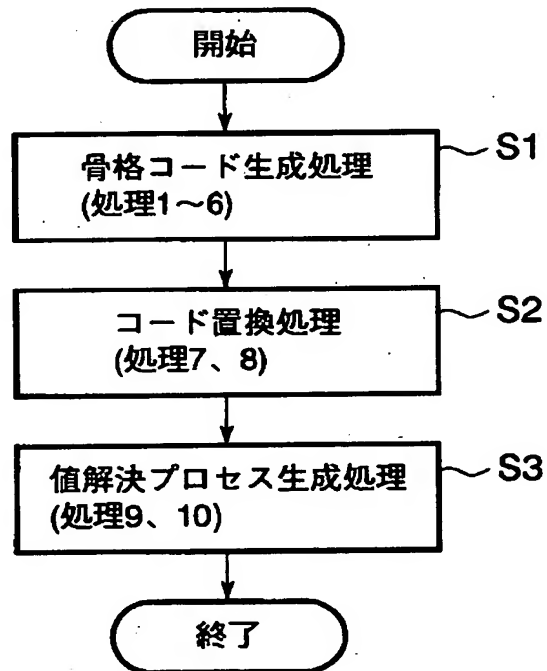 開始
骨格コード生成処理
(処理1〜6)
S1
コード置換処理
(処理7、8)
S2
値解決プロセス生成処理
(処理9、10)
S3
終了